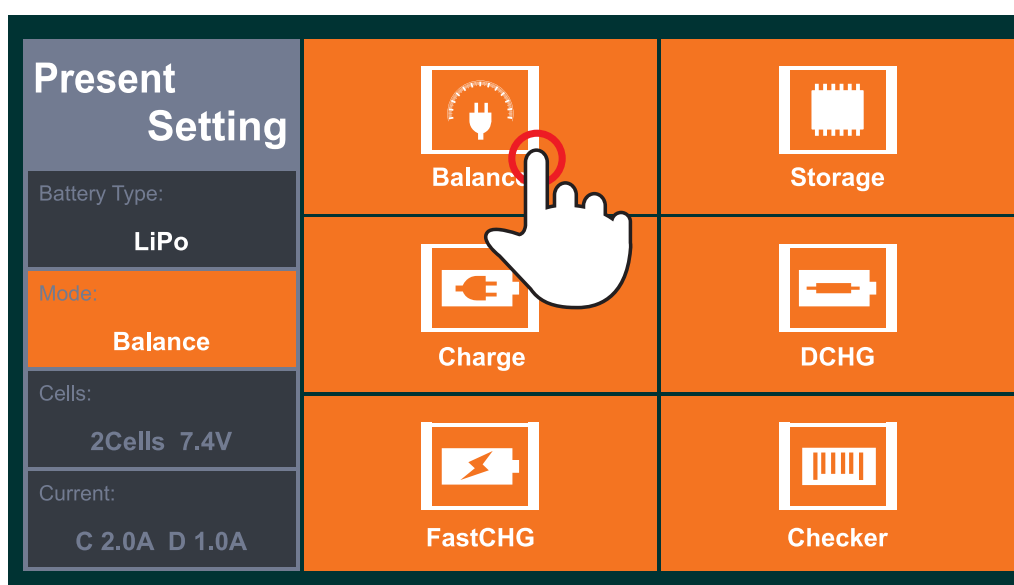 Present
Setting
Battery Type:
LiPo
Mode:
Balance
Cells:
2Cells 7.4V
Current:
C 2.0A D 1.0A
Balance
Storage
Charge
DCHG
FastCHG
Checker